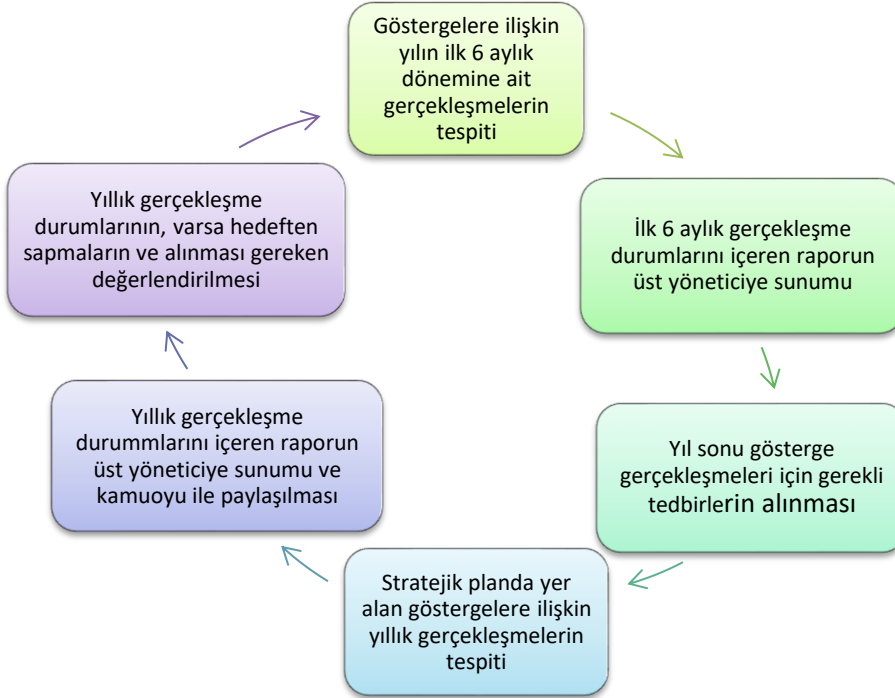 Göstergelere ilişkin
yılın ilk 6 aylık
dönemine ait
gerçekleşmelerin
tespiti
İlk 6 aylık gerçekleşme
durumlarını içeren raporun
üst yöneticiye sunumu
Yıl sonu gösterge
gerçekleşmeleri için gerekli
tedbirlerin alınması
Stratejik planda yer
alan göstergelere ilişkin
yıllık gerçekleşmelerin
tespiti
Yıllık gerçekleşme
durummlarını içeren raporun
üst yöneticiye sunumu ve
kamuoyu ile paylaşılması
Yıllık gerçekleşme
durumlarının, varsa hedeften
sapmaların ve alınması gereken
değerlendirilmesi